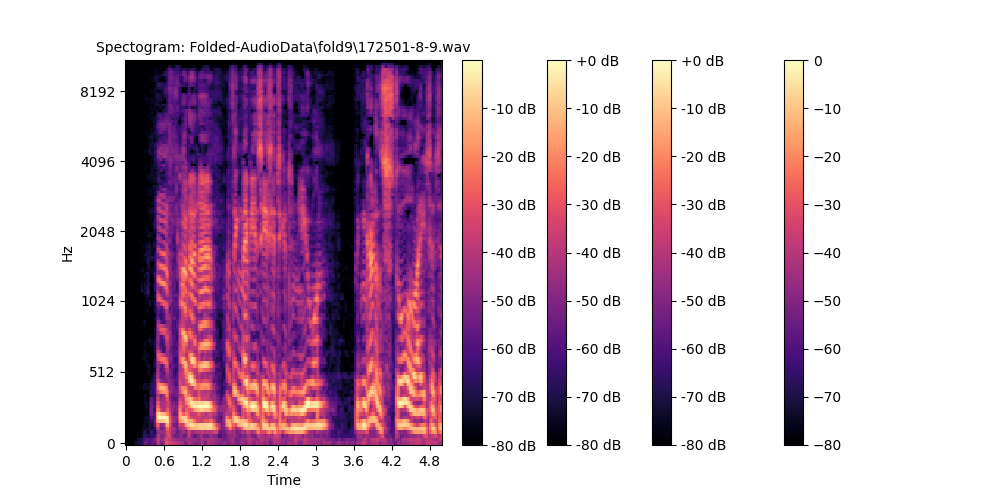 Spectogram: Folded-AudioData\fold9\172501-8-9.wav
8192
4096
2048
1024
512
0
Hz
0 0.6 1.2 1.8 2.4 3 3.6 4.2 4.8
Time
-10 dB
-20 dB
-30 dB
-40 dB
-50 dB
-60 dB
-70 dB
-80 dB
+0 dB
-10 dB
-20 dB
-30 dB
-40 dB
-50 dB
-60 dB
-70 dB
-80 dB
+0 dB
-10 dB
-20 dB
-30 dB
-40 dB
-50 dB
-60 dB
-70 dB
-80 dB
0
−10
−20
−30
−40
−50
−60
−70
−80